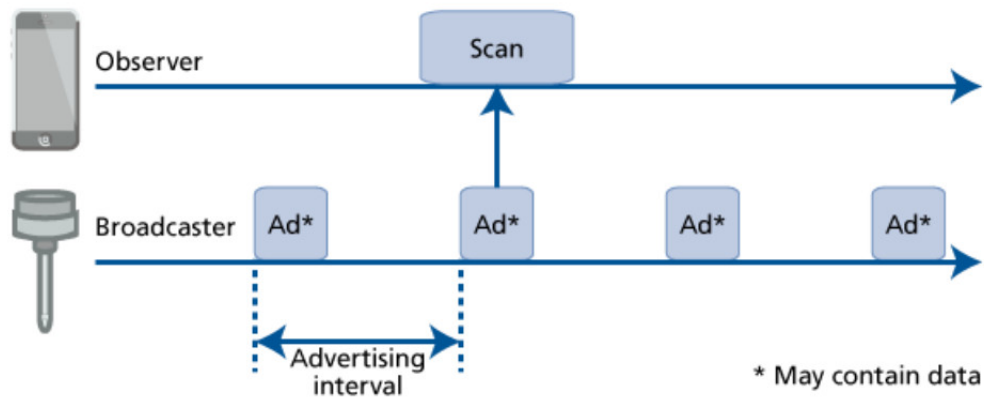 Scan
Observer
Broadcaster
Ad*
Ad*
Ad*
Ad*
Advertising
interval
* May contain data